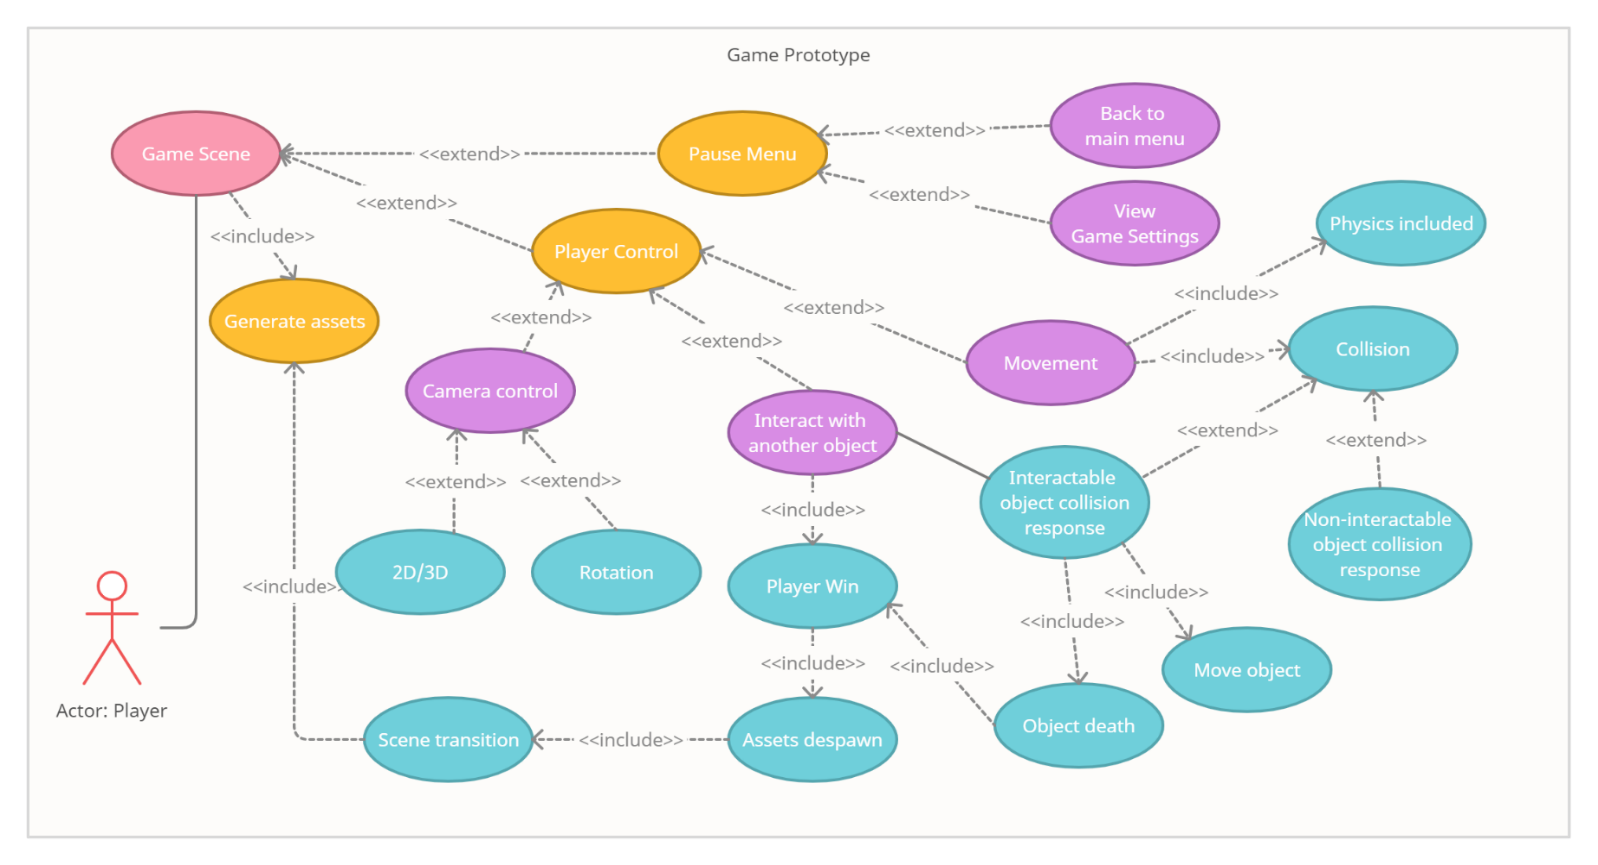 Game Prototype
Game Scene
<<extend>>
Pause Menu
<<extend>>
Back to
main menu
<<extend>>
View
Game Settings
<<extend>>
Player Control
<<include>>
Generate assets
<<extend>>
Camera control
<<extend>>
<<extend>>
Movement
<<include>>
Physics included
<<include>>
Collision
Interact with
another object
<<extend>>
<<extend>>
2D/3D
Rotation
<<include>>
Interactable
object collision
response
<<extend>>
<<extend>>
Non-interactable
object collision
response
<<include>
Player Win
<<include>>
<<include>>
Move object
<<include>>
<<include>>
Object death
Actor: Player
Scene transition
<<include>>
Assets despawn